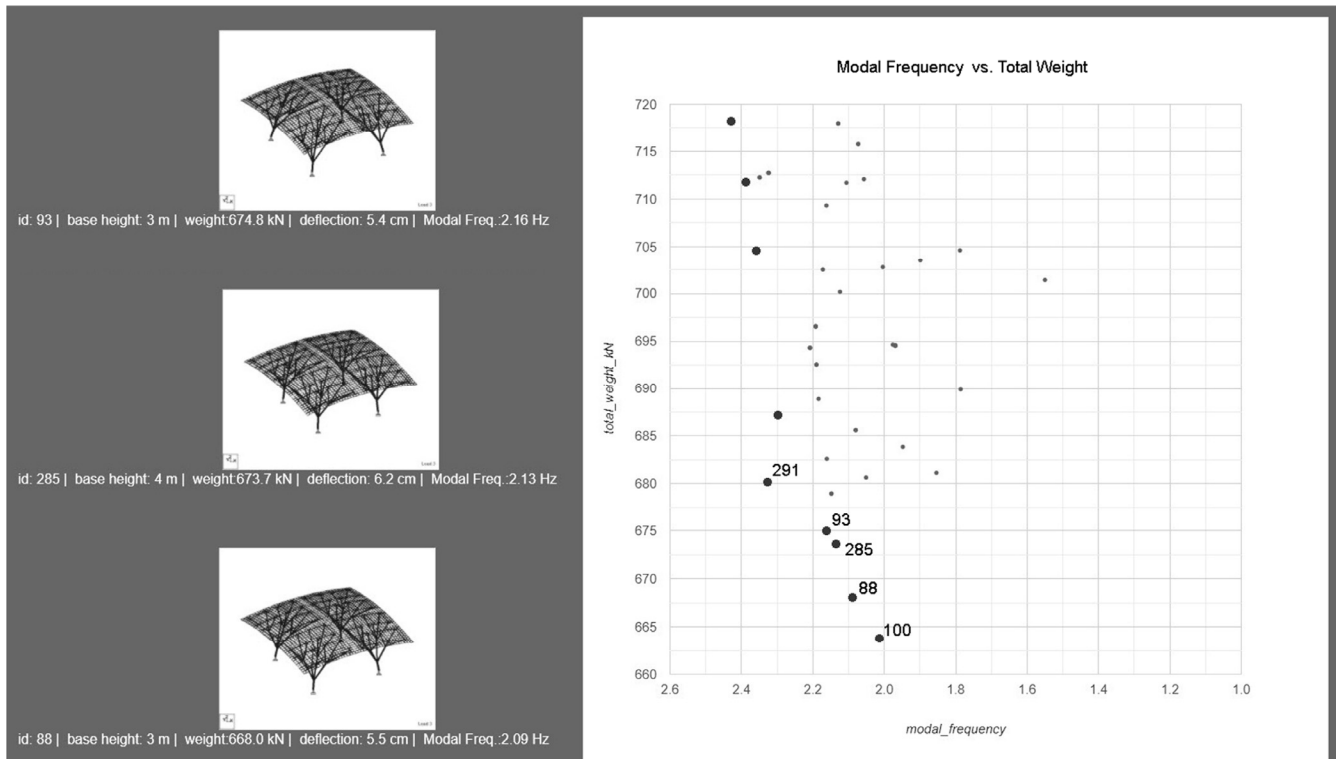 id: 93 | base height: 3 m | weight:674.8 kN | deflection: 5.4 cm | Modal Freq.:2.16 Hz
id: 285 | base height: 4 m | weight:673.7 kN | deflection: 6.2 cm | Modal Freq.:2.13 Hz
id: 88 | base height: 3 m | weight:668.0 kN | deflection: 5.5 cm | Modal Freq.:2.09 Hz
Modal Frequency vs. Total Weight
total_weight_kN
720
715
710
705
700
695
690
685
680
675
670
665
660
291
93
285
88
100
2.6 2.4 2.2 2.0 1.8 1.6 1.4 1.2 1.0
modal_frequency